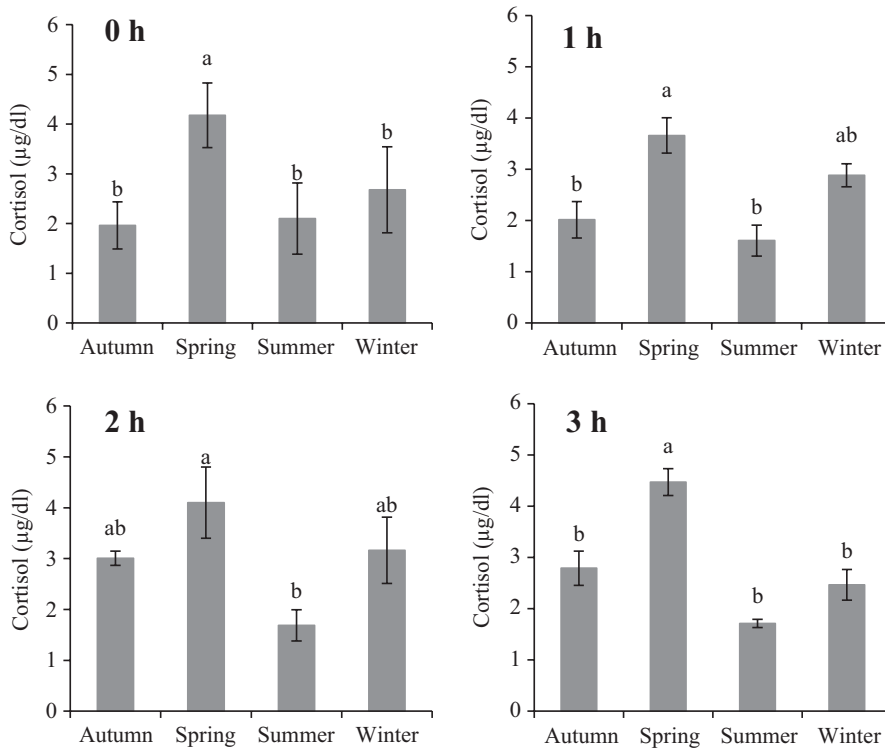 0 h
Cortisol (µg/dl)
6
5
4
3
2
1
0
a
b
b
b
Autumn Spring Summer Winter
1 h
Cortisol (µg/dl)
6
5
4
3
2
1
0
a
ab
b
b
Autumn Spring Summer Winter
2 h
Cortisol (µg/dl)
6
5
4
3
2
1
0
a
ab
ab
b
Autumn Spring Summer Winter
3 h
Cortisol (µg/dl)
6
5
4
3
2
1
0
a
b
b
b
Autumn Spring Summer Winter